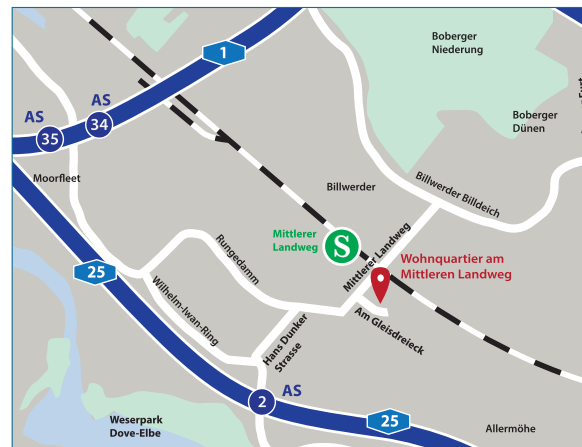 Boberger
Niederung
1
AS
34
AS
35
Boberger
Dünen
Furt
Moorfleet
Billwerder
Billwerder Billdeich
Mittlerer
Landweg
S
Mittlerer Landweg
Wohnquartier am
Mittleren Landweg
Rungedamm
25
Wilhelm-Iwan-Ring
Am Gleisdreieck
Hans Dunker
Strasse
2
AS
25
Weserpark
Dove-Elbe
Allermöhe